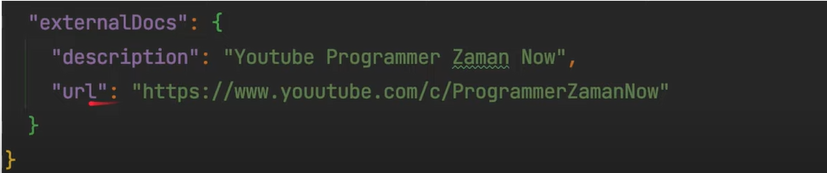 "externalDocs": {
"description": "Youtube Programmer Zaman Now",
"url": "https://www.youutube.com/c/ProgrammerZamanNow"
}
}